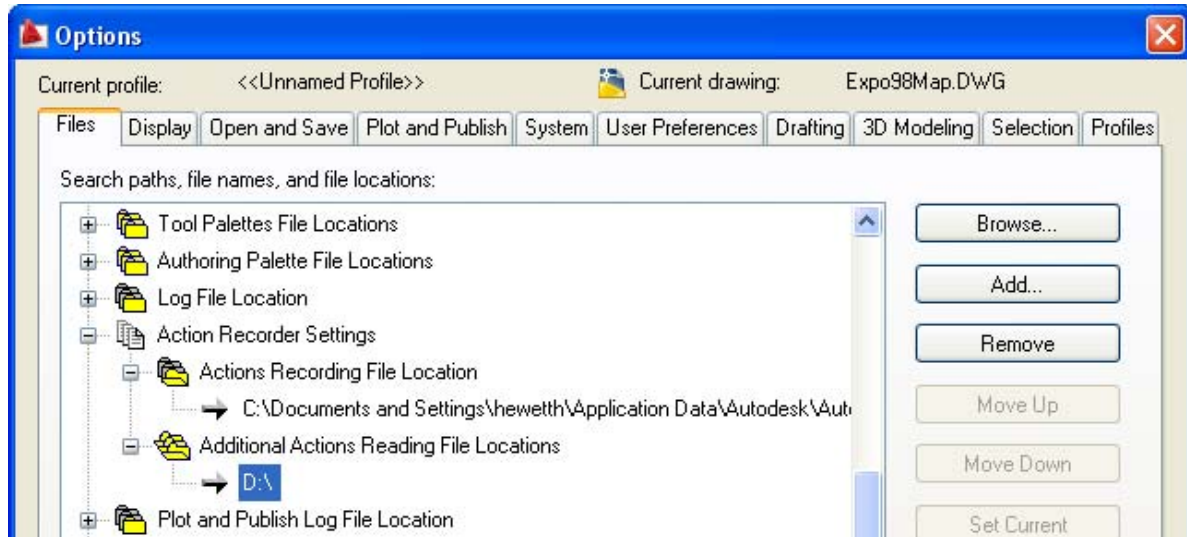 Options
Current profile: <<Unnamed Profile>> Current drawing: Expo98Map.DWG
Files Display Open and Save Plot and Publish System User Preferences Drafting 3D Modeling Selection Profiles
Search paths, file names, and file locations:
Tool Palettes File Locations
Authoring Palette File Locations
Log File Location
Action Recorder Settings
Actions Recording File Location
C:\Documents and Settings\hewetth\Application Data\Autodesk\Aut
Additional Actions Reading File Locations
D:\
Plot and Publish Log File Location
Browse...
Add...
Remove
Move Up
Move Down
Set Current